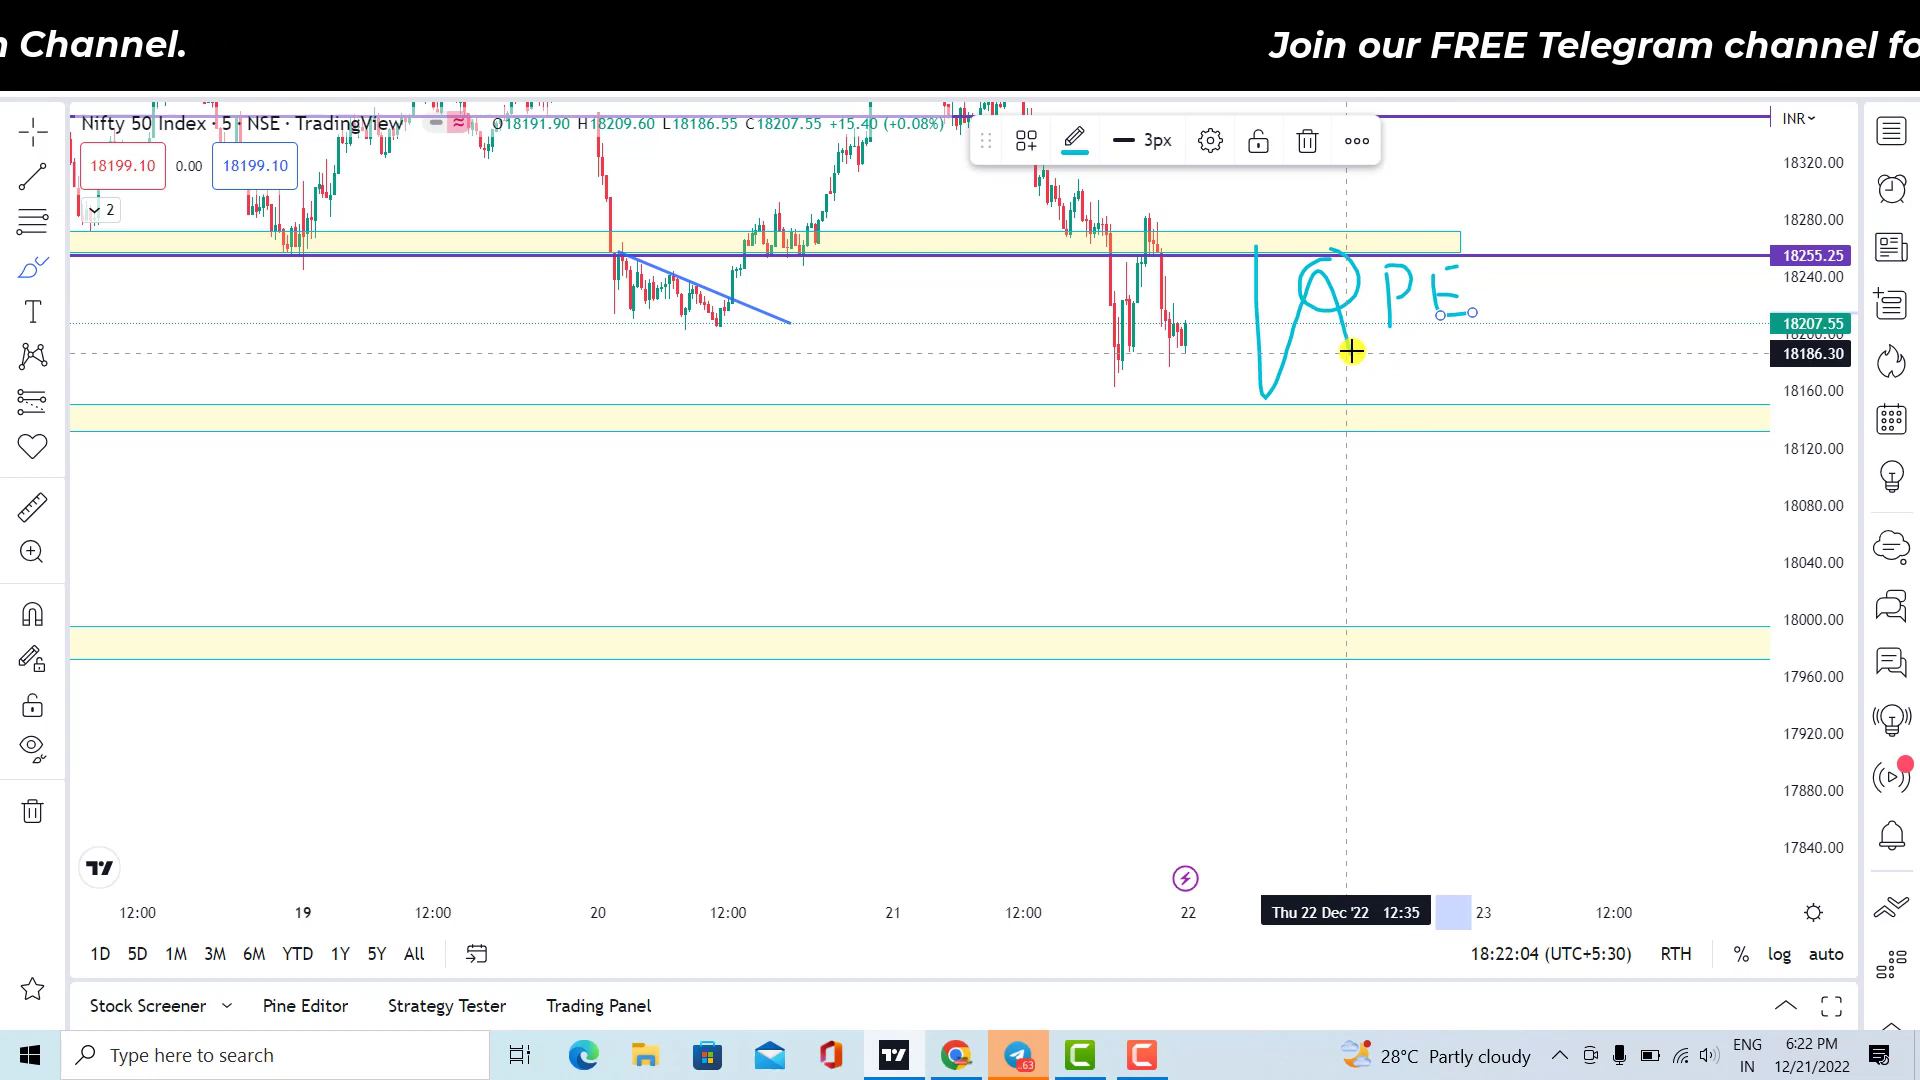 n Channel.
Join our FREE Telegram channel fo
Nifty 50 Index · 5 · NSE · TradingView
O18191.90 H18209.60 L18186.55 C18207.55 +15.40 (+0.08%)
3px
INR
18199.10
0.00
18199.10
2
18320.00
18280.00
18255.25
18240.00
18207.55
18200.00
18186.30
18160.00
18120.00
18080.00
18040.00
18000.00
17960.00
17920.00
17880.00
17840.00
PE
12:00
19
12:00
20
12:00
21
12:00
22
Thu 22 Dec '22 12:35
23
12:00
1D
5D
1M
3M
6M
YTD
1Y
5Y
All
18:22:04 (UTC+5:30)
RTH
%
log
auto
Stock Screener
Pine Editor
Strategy Tester
Trading Panel
Type here to search
63
28°C Partly cloudy
ENG
IN
6:22 PM
12/21/2022